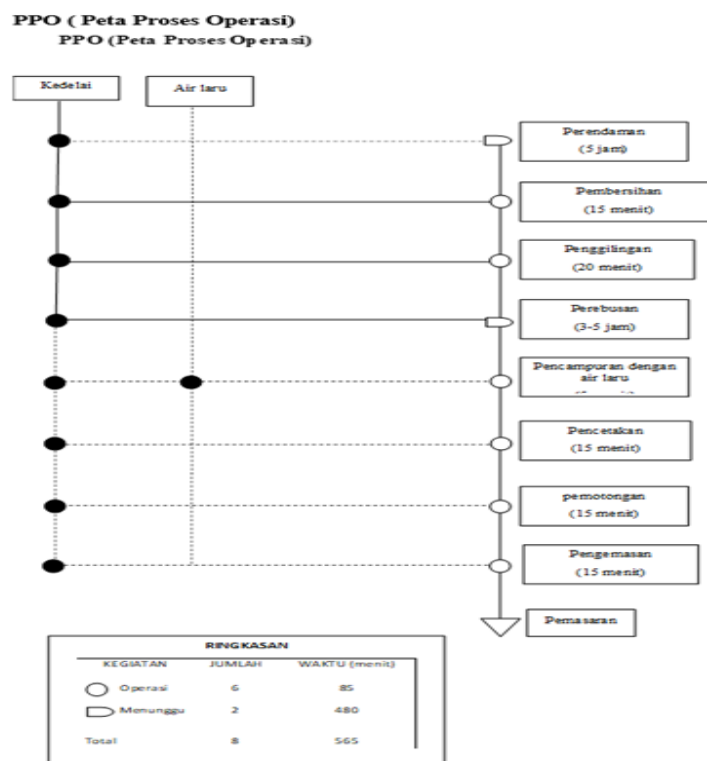 PPO ( Peta Proses Operasi)
PPO (Peta Proses Operasi)
Kedelai
Air laru
Perendaman
(5 jam)
Pembersihan
(15 menit)
Penggilingan
(20 menit)
Perebusan
(3-5 jam)
Pencampuran dengan
air laru
Pencetakan
(15 menit)
pemotongan
(15 menit)
Pengemasan
(15 menit)
Pemasaran
RINGKASAN
KEGIATAN JUMLAH WAKTU (menit)
Operasi 6 85
Menunggu 2 480
Total 8 565